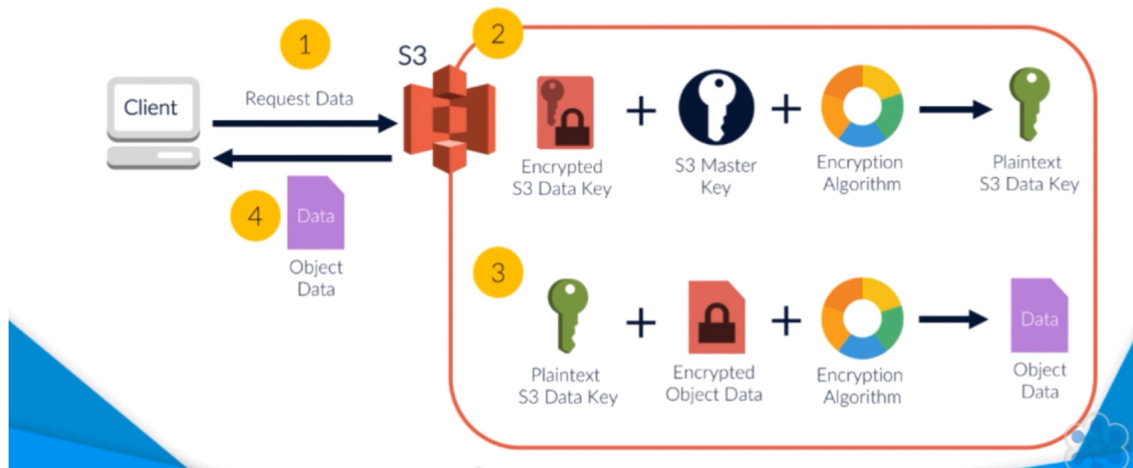 1
Request Data
Client
S3
4
Data
Object
Data
2
Encrypted
S3 Data Key
+
S3 Master
Key
+
Encryption
Algorithm
Plaintext
S3 Data Key
3
Plaintext
S3 Data Key
+
Encrypted
Object Data
+
Encryption
Algorithm
Data
Object
Data